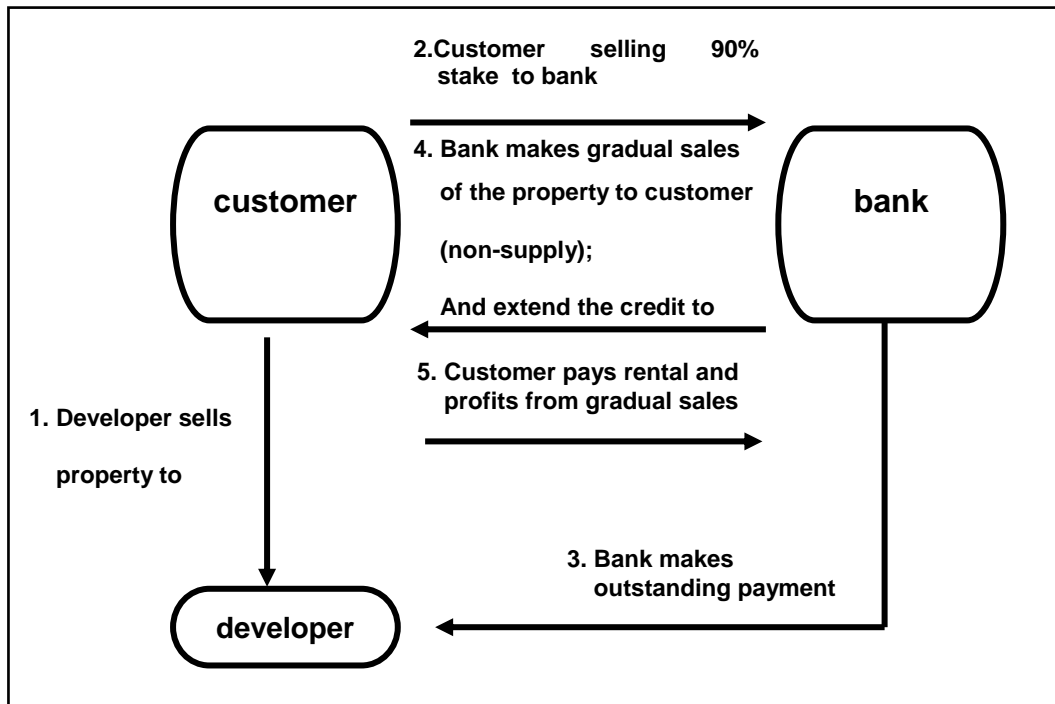 2.Customer selling 90%
stake to bank
customer
4. Bank makes gradual sales
of the property to customer
(non-supply);
And extend the credit to
bank
5. Customer pays rental and
profits from gradual sales
1. Developer sells
property to
3. Bank makes
outstanding payment
developer